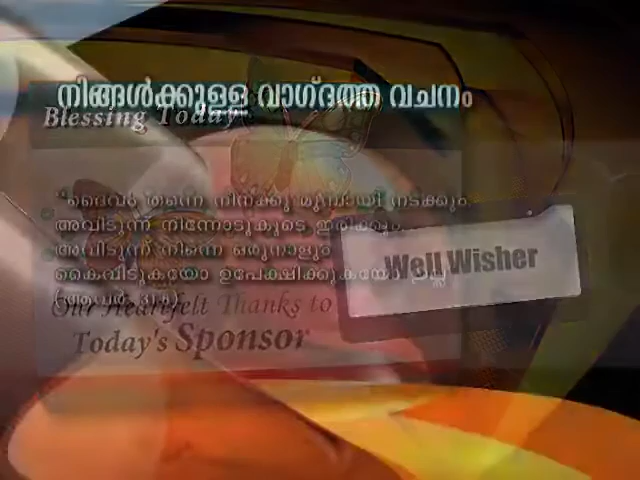 നിങ്ങൾക്കുള്ള വാഗ്ദത്ത വചനം
Blessing Today
"ദൈവം തന്നെ നിനക്കു മുമ്പായി നടക്കും.
അവിടുന്ന് നിന്നോടുകൂടെ ഇരിക്കും.
അവിടുന്ന് നിന്നെ ഒരുനാളും
കൈവിടുകയോ ഉപേക്ഷിക്കുകയോ
Well Wisher
Our Heartfelt Thanks to
Today's Sponsor